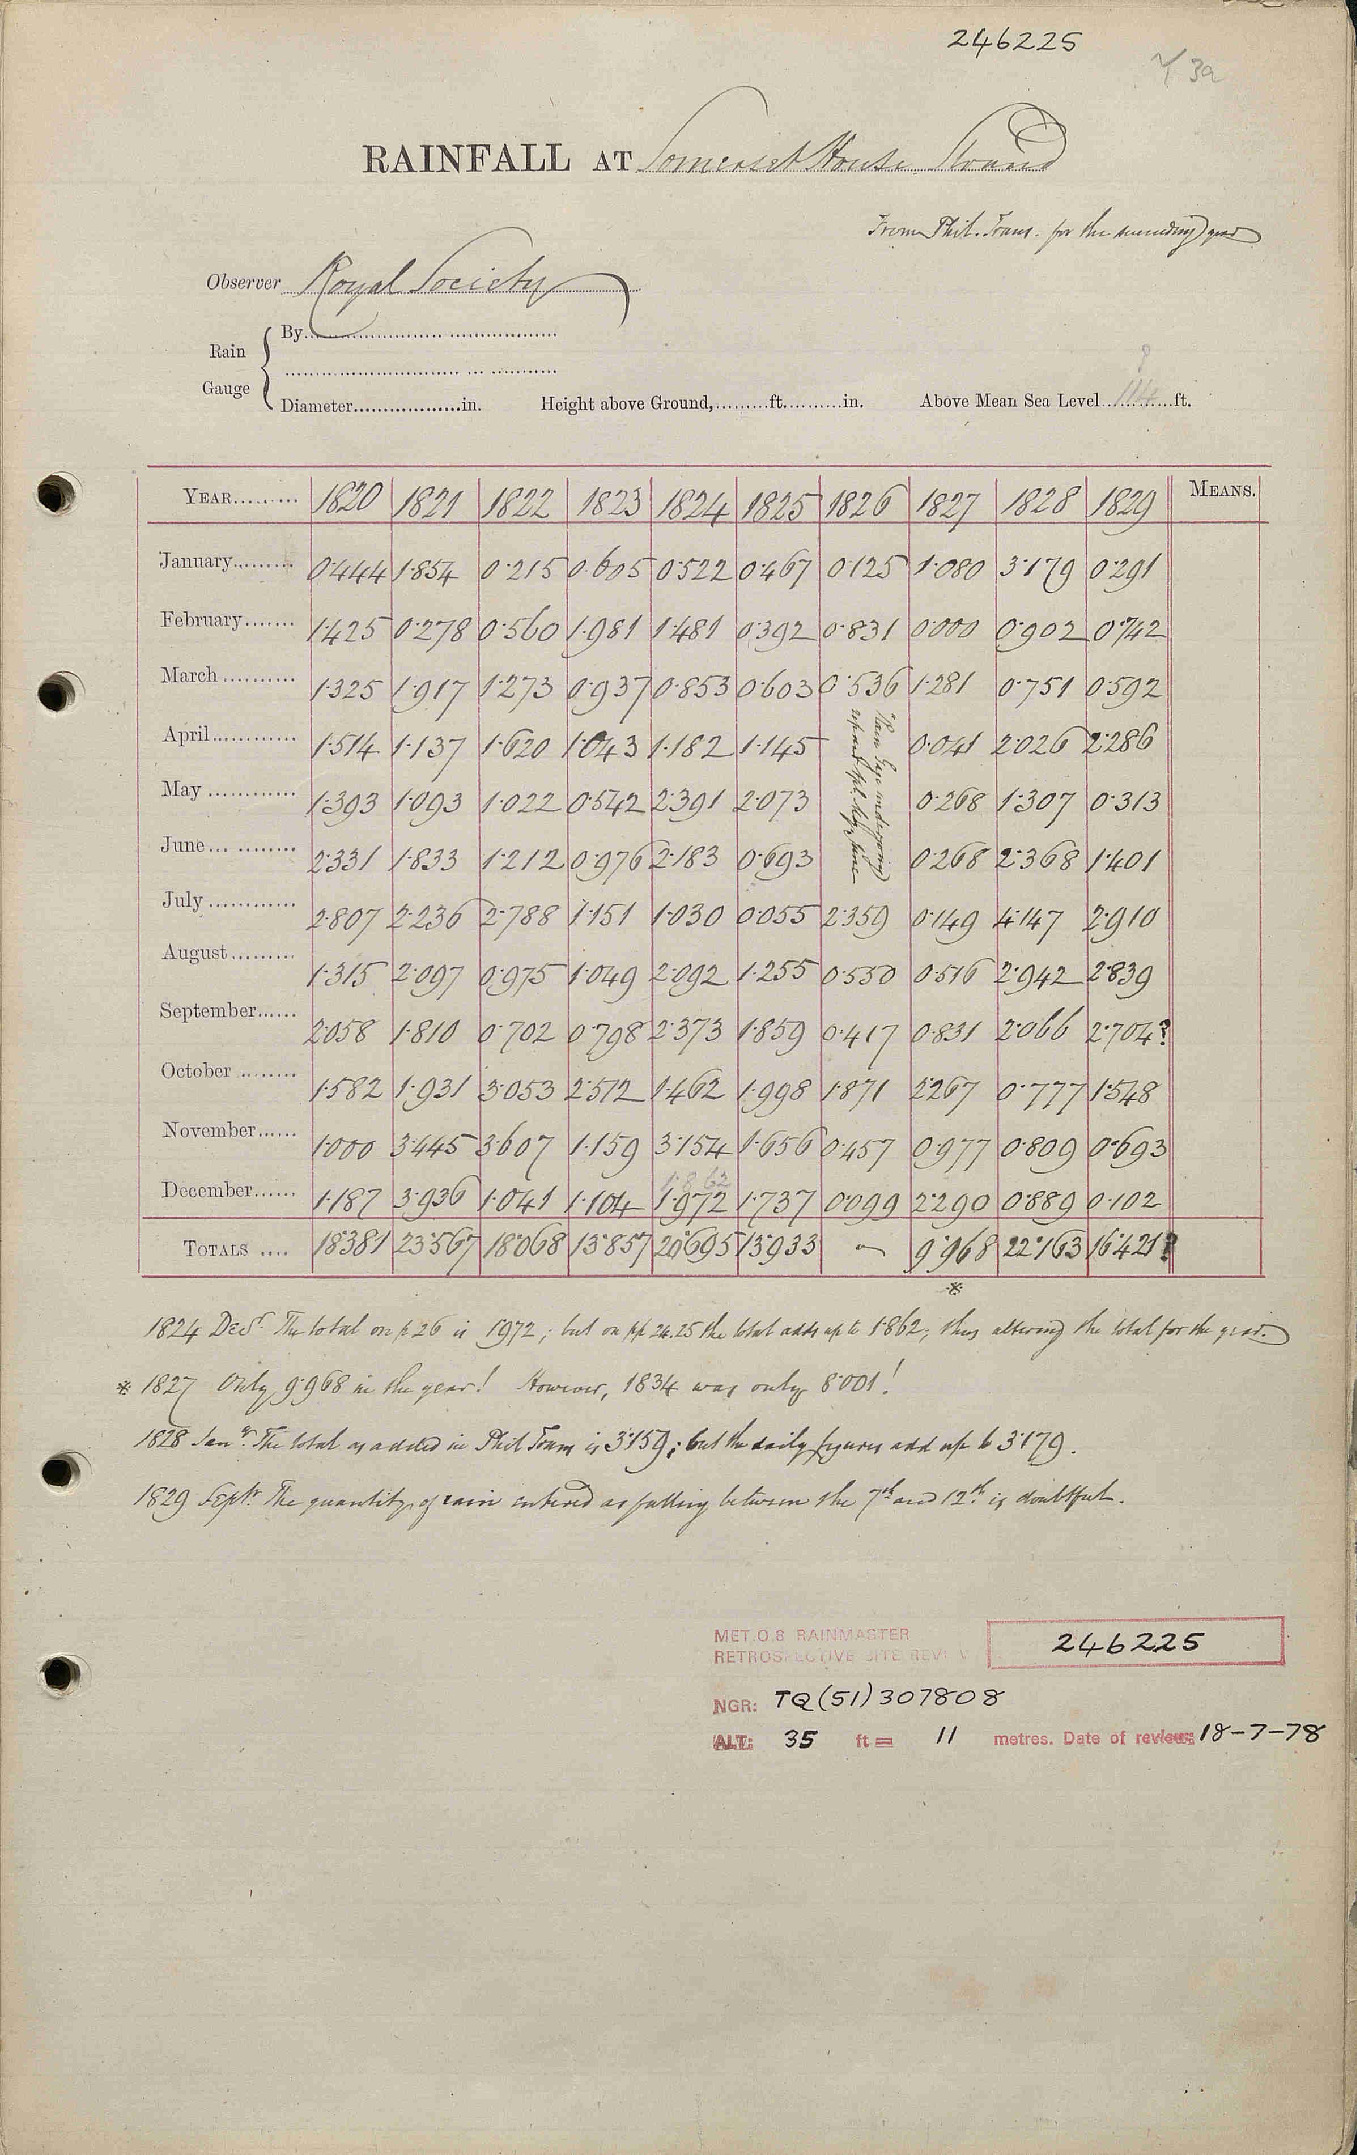 246225
3a
RAINFALL AT Somerset House Strand
From Phil. Trans. for the succeeding year
Observer Royal Society
Rain Gauge
By
Diameter in. Height above Ground, ft. in. Above Mean Sea Level 114 ft.
?
YEAR 1820 1821 1822 1823 1824 1825 1826 1827 1828 1829 MEANS.
January 0.444 1.854 0.215 0.605 0.522 0.467 0.125 1.080 3.179 0.291
February 1.425 0.278 0.560 1.981 1.481 0.392 0.831 0.000 0.902 0.742
March 1.325 1.917 1.273 0.937 0.853 0.603 0.536 1.281 0.751 0.592
April 1.514 1.137 1.620 1.043 1.182 1.145 0.041 2.026 2.286
May 1.393 1.093 1.022 0.542 2.391 2.073 0.268 1.307 0.313
June 2.331 1.833 1.212 0.976 2.183 0.693 0.268 2.368 1.401
Rain Gage undergoing
repairs Apl. May, June
July 2.807 2.236 2.788 1.151 1.030 0.055 2.359 0.149 4.147 2.910
August 1.315 2.097 0.975 1.049 2.092 1.255 0.550 0.516 2.942 2.839
September 2.058 1.810 0.702 0.798 2.373 1.859 0.417 0.831 2.066 2.704?
October 1.582 1.931 3.053 2.512 1.462 1.998 1.871 2.267 0.777 1.548
November 1.000 3.445 3.607 1.159 3.154 1.656 0.457 0.977 0.809 0.693
1.862
December 1.187 3.936 1.041 1.104 1.972 1.737 0.099 2.290 0.889 0.102
TOTALS 18.381 23.567 18.068 13.857 20.695 13.933 — 9.968 22.163 16.421?
*
1824 Decr. The total on p 26 is 1.972; but on pp 24.25 the total adds up to 1.862; thus altering the total for the year.
* 1827 Only 9.968 in the year! However, 1834 was only 8.001!
1828 Jany. The total as added in Phil Trans is 3.159; but the daily figures add up to 3.179.
1829 Septr. The quantity of rain entered as falling between the 7th and 12th is doubtful.
MET.O.8 RAINMASTER
RETROSPECTIVE SITE REVIEW
246225
NGR: TQ(51)307808
ALT: 35 ft = 11 metres. Date of review: 18-7-78